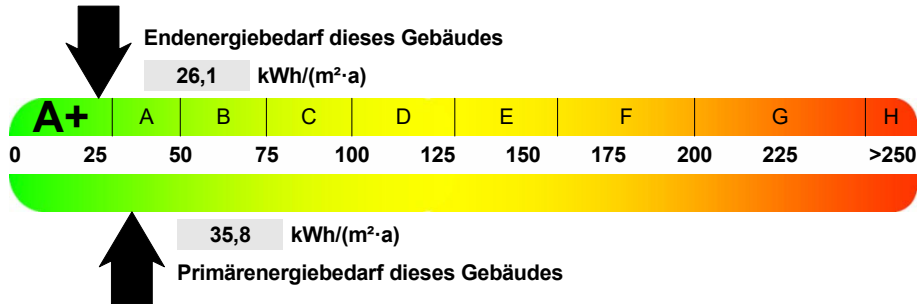 Endenergiebedarf dieses Gebäudes
26,1 kWh/(m²·a)
A+ A B C D E F G H
0 25 50 75 100 125 150 175 200 225 >250
35,8 kWh/(m²·a)
Primärenergiebedarf dieses Gebäudes